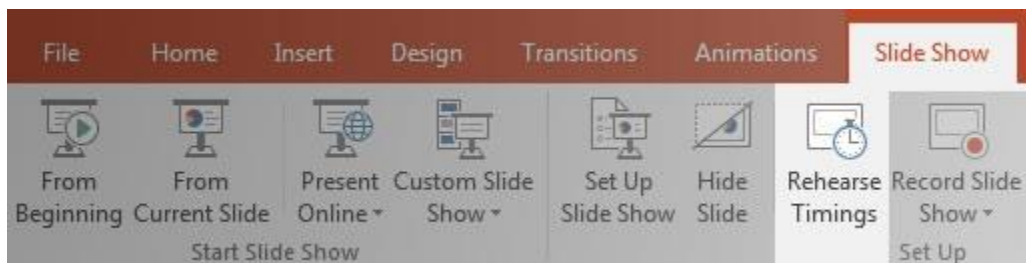 File Home Insert Design Transitions Animations Slide Show
From Beginning
From Current Slide
Present Online
Custom Slide Show
Set Up Slide Show
Hide Slide
Rehearse Timings
Record Slide Show
Start Slide Show Set Up